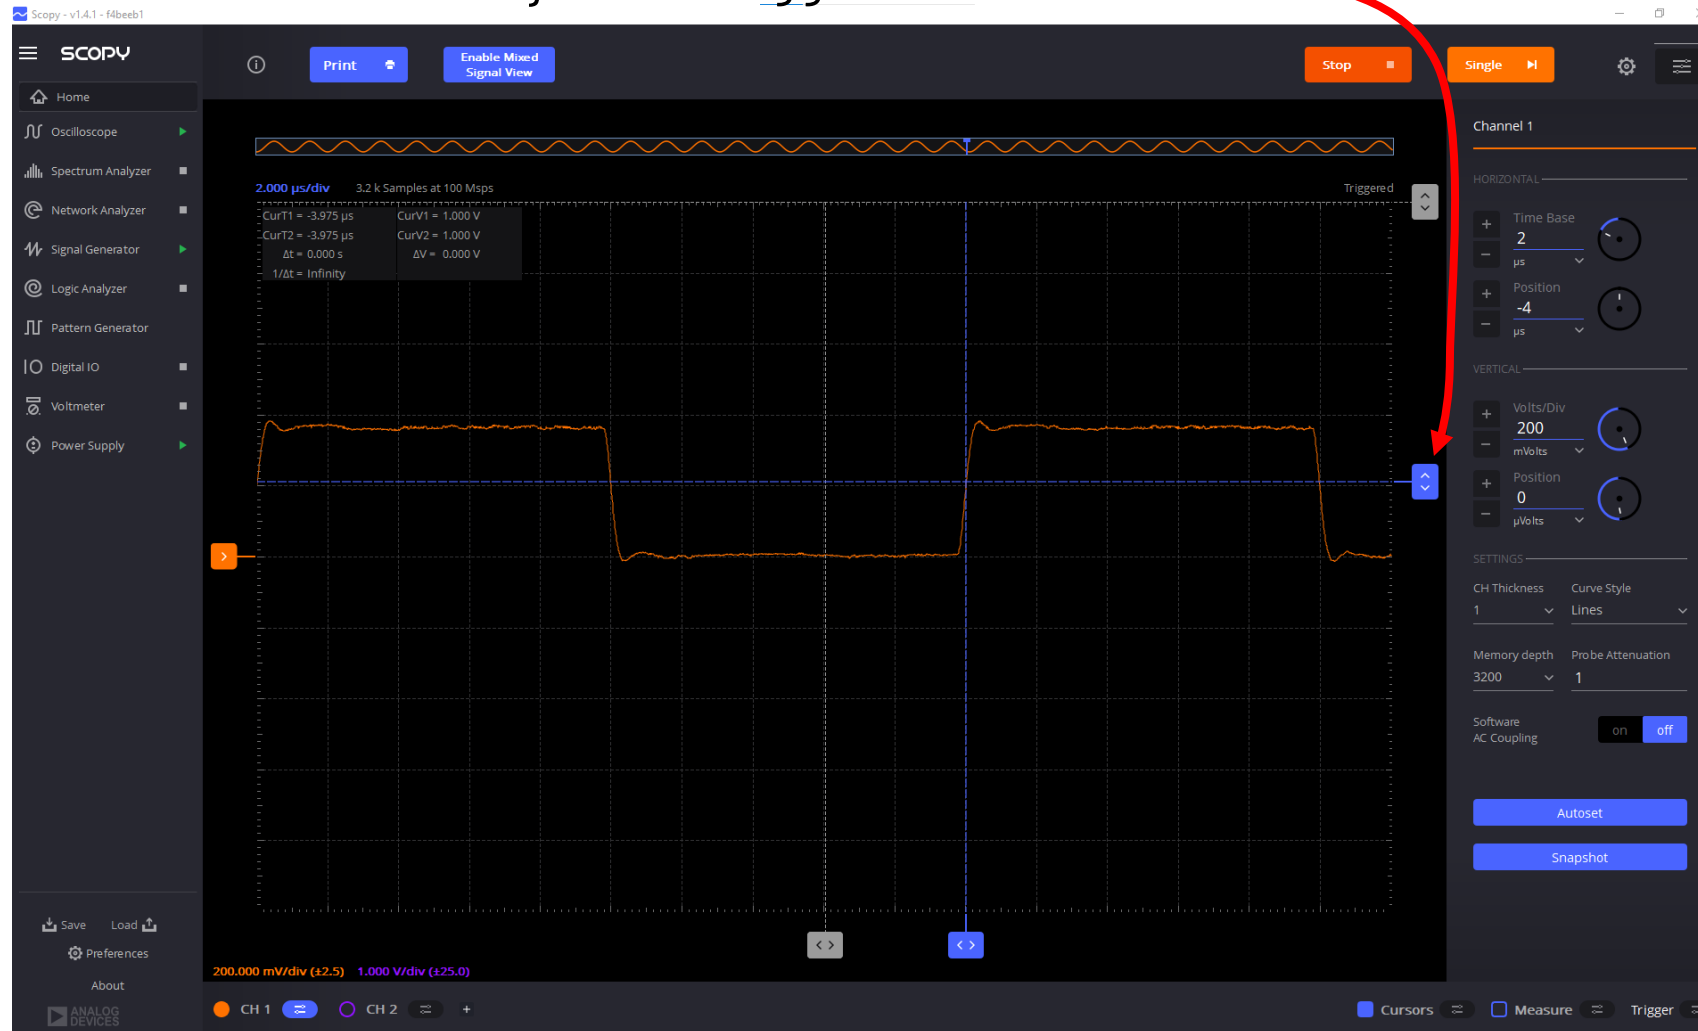 Scopy - v1.4.1 - f4beeb1
SCOPY
Print
Enable Mixed
Signal View
Stop
Single
Home
Oscilloscope
Spectrum Analyzer
Network Analyzer
Signal Generator
Logic Analyzer
Pattern Generator
Digital IO
Voltmeter
Power Supply
Save Load
Preferences
About
ANALOG
DEVICES
2.000 µs/div 3.2 k Samples at 100 Msps Triggered
CurT1 = -3.975 µs CurV1 = 1.000 V
CurT2 = -3.975 µs CurV2 = 1.000 V
Δt = 0.000 s ΔV = 0.000 V
1/Δt = Infinity
200.000 mV/div (±2.5) 1.000 V/div (±25.0)
CH 1 CH 2 +
Cursors Measure Trigger
Channel 1
HORIZONTAL
Time Base
+ 2
- µs
Position
+ -4
- µs
VERTICAL
Volts/Div
+ 200
- mVolts
Position
+ 0
- µVolts
SETTINGS
CH Thickness Curve Style
1 Lines
Memory depth Probe Attenuation
3200 1
Software
AC Coupling on off
Autoset
Snapshot